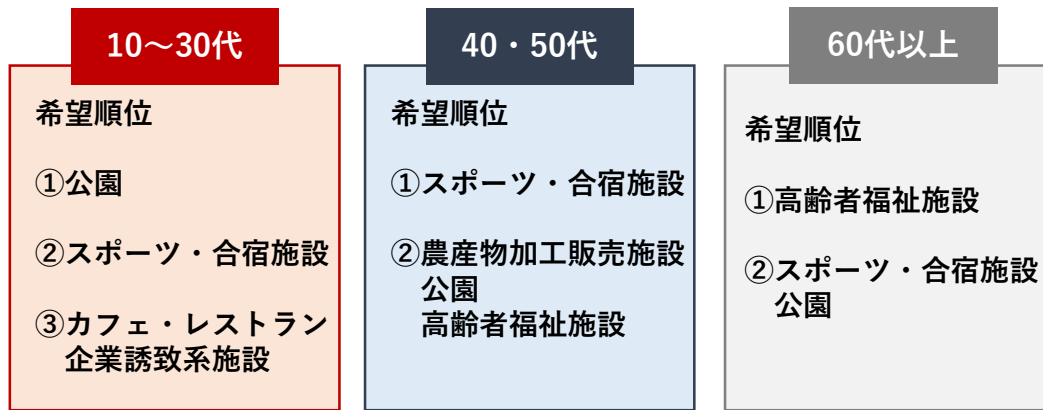 10～30代
希望順位
①公園
②スポーツ・合宿施設
③カフェ・レストラン
企業誘致系施設
40・50代
希望順位
①スポーツ・合宿施設
②農産物加工販売施設
公園
高齢者福祉施設
60代以上
希望順位
①高齢者福祉施設
②スポーツ・合宿施設
公園